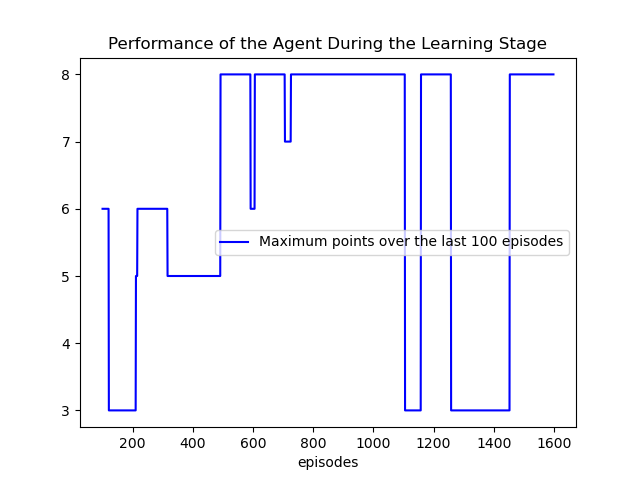 Performance of the Agent During the Learning Stage
8
7
6
5
4
3
Maximum points over the last 100 episodes
200 400 600 800 1000 1200 1400 1600
episodes